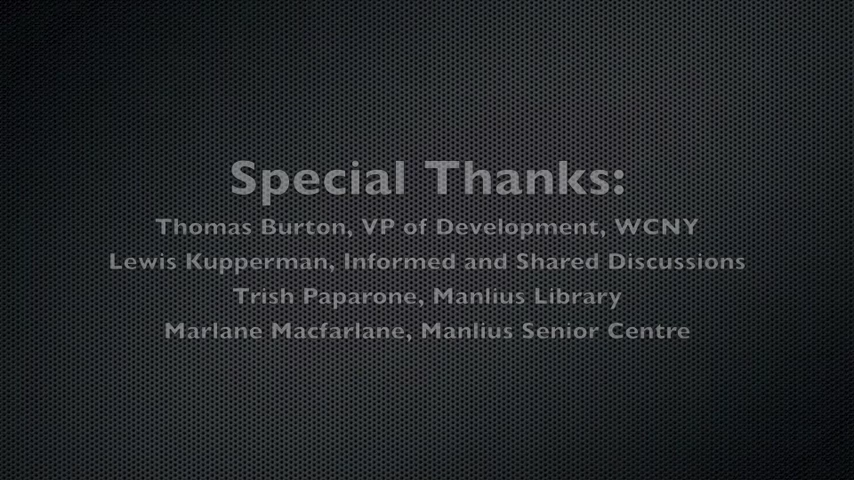 Special Thanks:
Thomas Burton, VP of Development, WCNY
Lewis Kupperman, Informed and Shared Discussions
Trish Paparone, Manlius Library
Marlane Macfarlane, Manlius Senior Centre